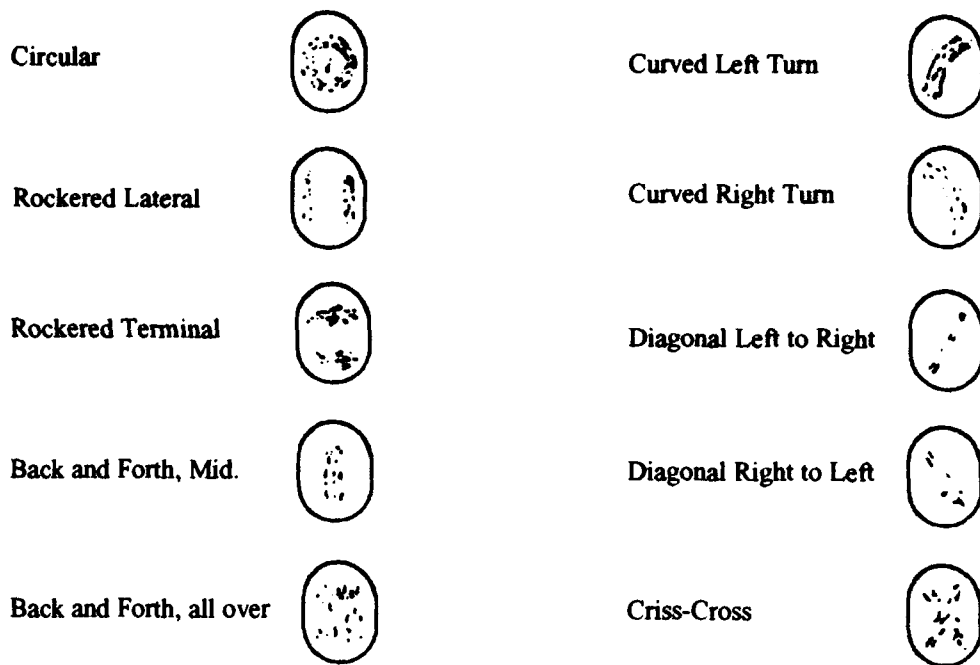 Circular
Rockered Lateral
Rockered Terminal
Back and Forth, Mid.
Back and Forth, all over
Curved Left Turn
Curved Right Turn
Diagonal Left to Right
Diagonal Right to Left
Criss-Cross